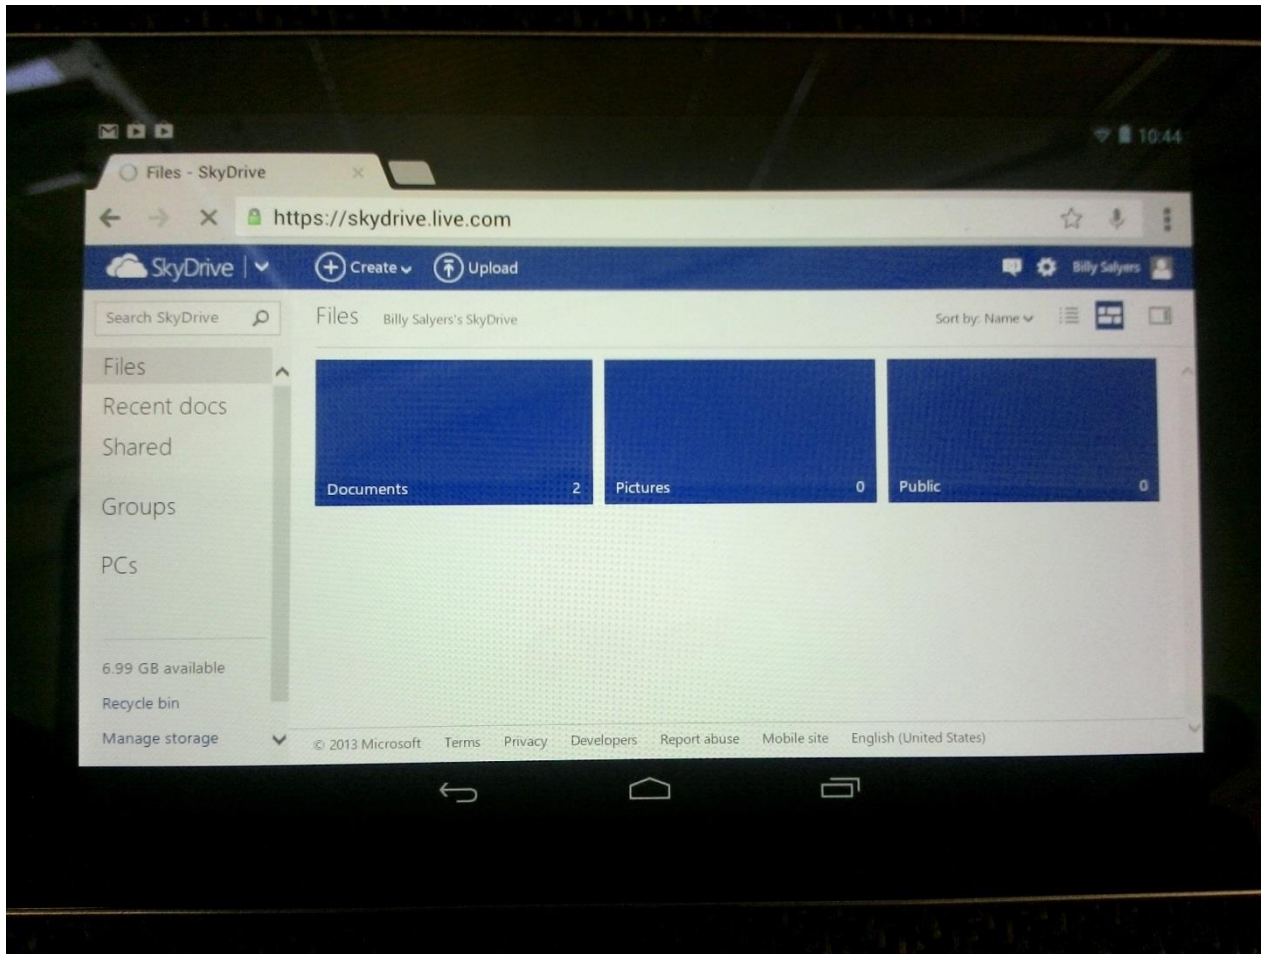 10:44
Files - SkyDrive
https://skydrive.live.com
SkyDrive
Create
Upload
Billy Salyers
Search SkyDrive
Files
Billy Salyers's SkyDrive
Sort by: Name
Files
Recent docs
Shared
Groups
PCs
Documents 2
Pictures 0
Public 0
6.99 GB available
Recycle bin
Manage storage
© 2013 Microsoft Terms Privacy Developers Report abuse Mobile site English (United States)